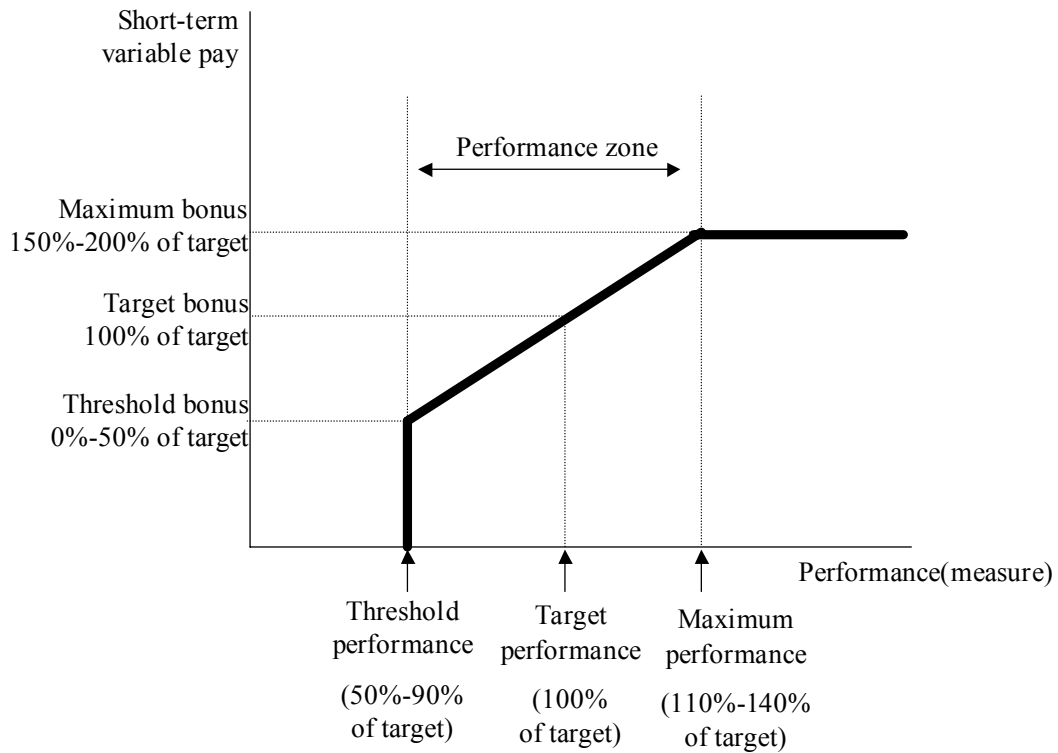 Short-term
variable pay
Performance zone
Maximum bonus
150%-200% of target
Target bonus
100% of target
Threshold bonus
0%-50% of target
Performance(measure)
Threshold
performance
(50%-90%
of target)
Target
performance
(100%
of target)
Maximum
performance
(110%-140%
of target)